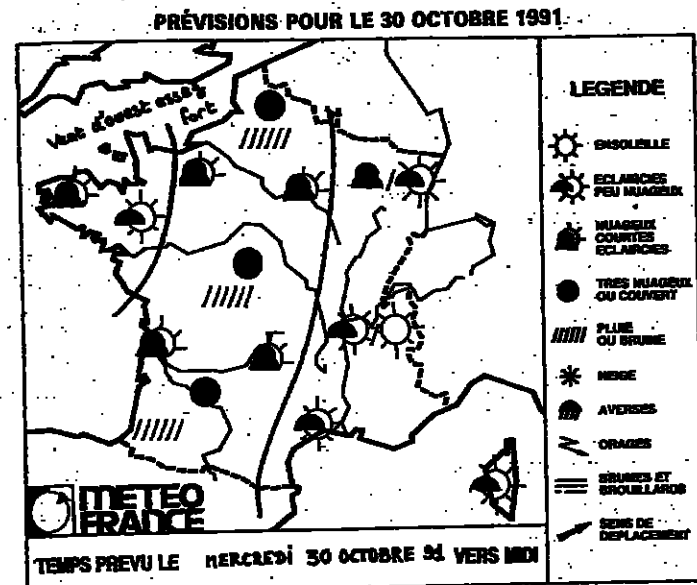 PRÉVISIONS POUR LE 30 OCTOBRE 1991
Vent d'ouest assez
fort
LEGENDE
ENSOLEILLE
ECLAIRCIES
PEU NUAGEUX
NUAGEUX
COURTES
ECLAIRCIES
TRES NUAGEUX
OU COUVERT
PLUIE
OU BRUINE
NEIGE
AVERSES
ORAGES
BRUMES ET
BROUILLARDS
SENS DE
DEPLACEMENT
METEO
FRANCE
TEMPS PREVU LE MERCREDI 30 OCTOBRE 91 VERS MIDI